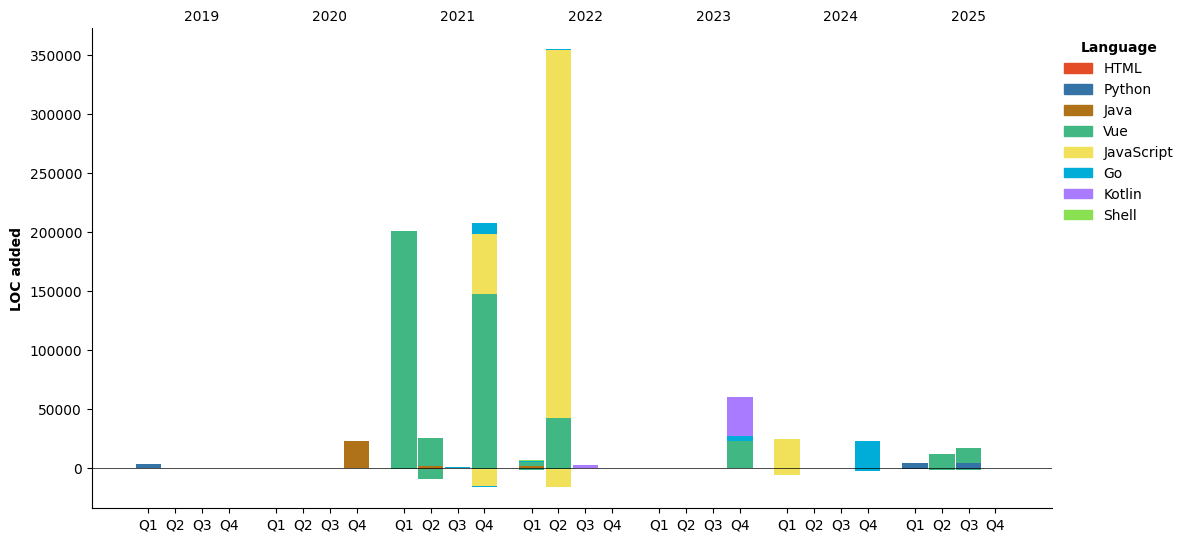 2019 2020 2021 2022 2023 2024 2025
350000
300000
250000
200000
150000
100000
50000
0
LOC added
Q1 Q2 Q3 Q4 Q1 Q2 Q3 Q4 Q1 Q2 Q3 Q4 Q1 Q2 Q3 Q4 Q1 Q2 Q3 Q4 Q1 Q2 Q3 Q4 Q1 Q2 Q3 Q4
Language
HTML
Python
Java
Vue
JavaScript
Go
Kotlin
Shell